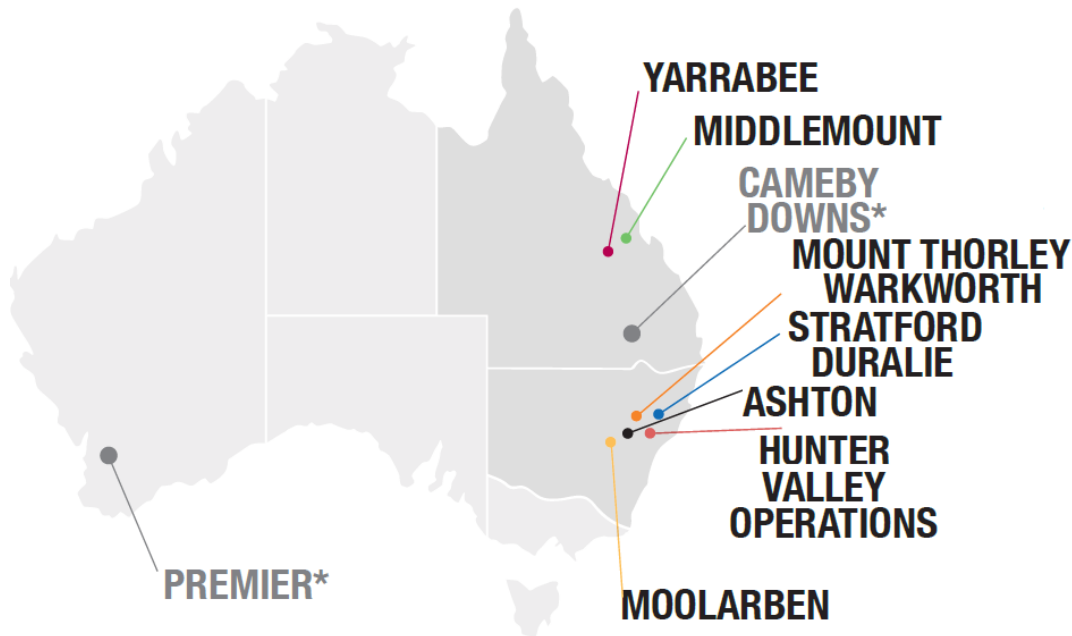 YARRABEE
MIDDLEMOUNT
CAMEBY
DOWNS*
MOUNT THORLEY
WARKWORTH
STRATFORD
DURALIE
ASHTON
HUNTER
VALLEY
OPERATIONS
PREMIER*
MOOLARBEN